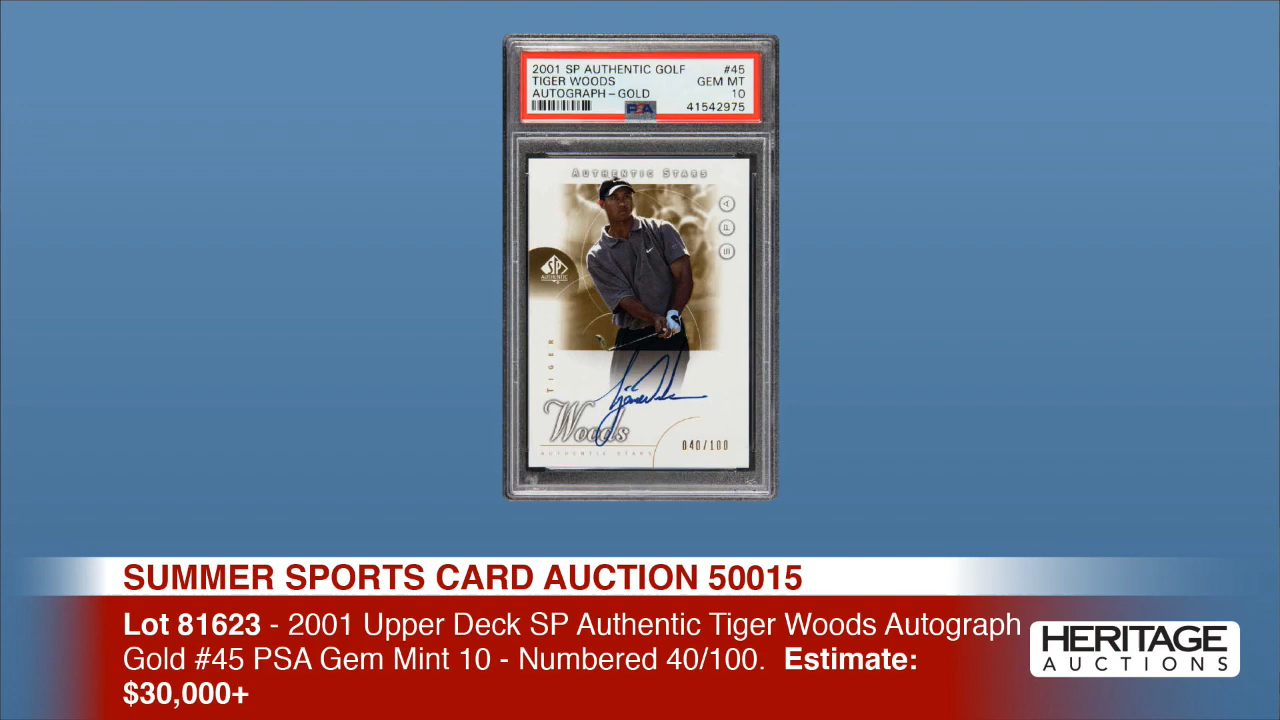 2001 SP AUTHENTIC GOLF #45
TIGER WOODS GEM MT
AUTOGRAPH - GOLD 10
PSA 41542975
AUTHENTIC STARS
SP
AUTHENTIC
TIGER
Woods
040/100
AUTHENTIC STARS
SUMMER SPORTS CARD AUCTION 50015
Lot 81623 - 2001 Upper Deck SP Authentic Tiger Woods Autograph
Gold #45 PSA Gem Mint 10 - Numbered 40/100. Estimate:
$30,000+
HERITAGE
AUCTIONS